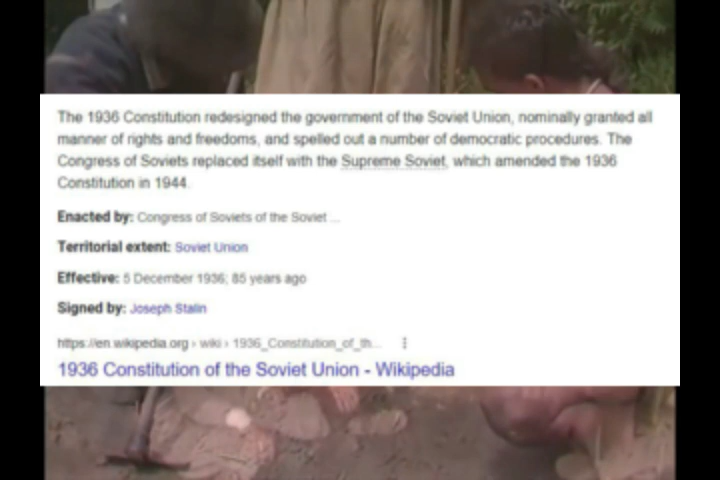 The 1936 Constitution redesigned the government of the Soviet Union, nominally granted all
manner of rights and freedoms, and spelled out a number of democratic procedures. The
Congress of Soviets replaced itself with the Supreme Soviet, which amended the 1936
Constitution in 1944.
Enacted by: Congress of Soviets of the Soviet ...
Territorial extent: Soviet Union
Effective: 5 December 1936; 85 years ago
Signed by: Joseph Stalin
https://en.wikipedia.org › wiki › 1936_Constitution_of_th...
1936 Constitution of the Soviet Union - Wikipedia